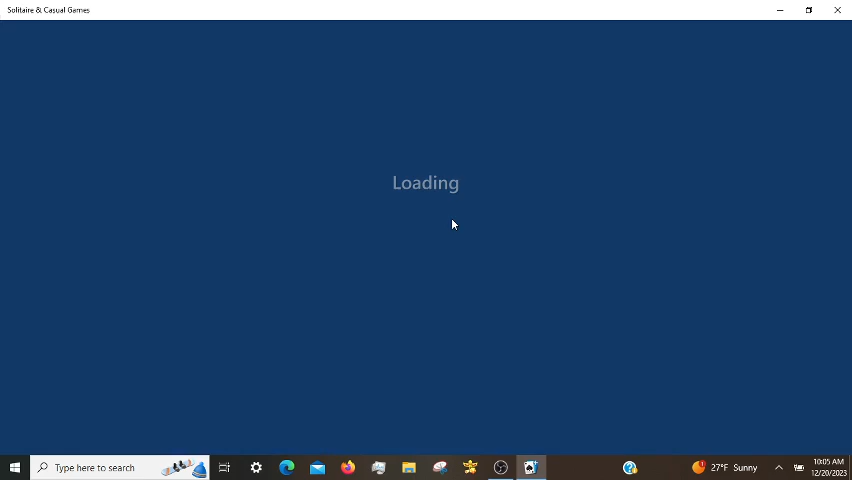 Solitaire & Casual Games
Loading
Type here to search
27°F Sunny
10:05 AM
12/20/2023